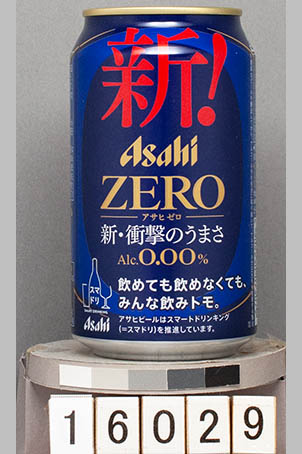 新!
Asahi
ZERO
アサヒゼロ
新・衝撃のうまさ
Alc.0.00%
飲めても飲めなくても、
みんな飲みトモ。
スマ
ドリ
SMART DRINKING
Asahi
アサヒビールはスマートドリンキング
(=スマドリ)を推進しています。
16029